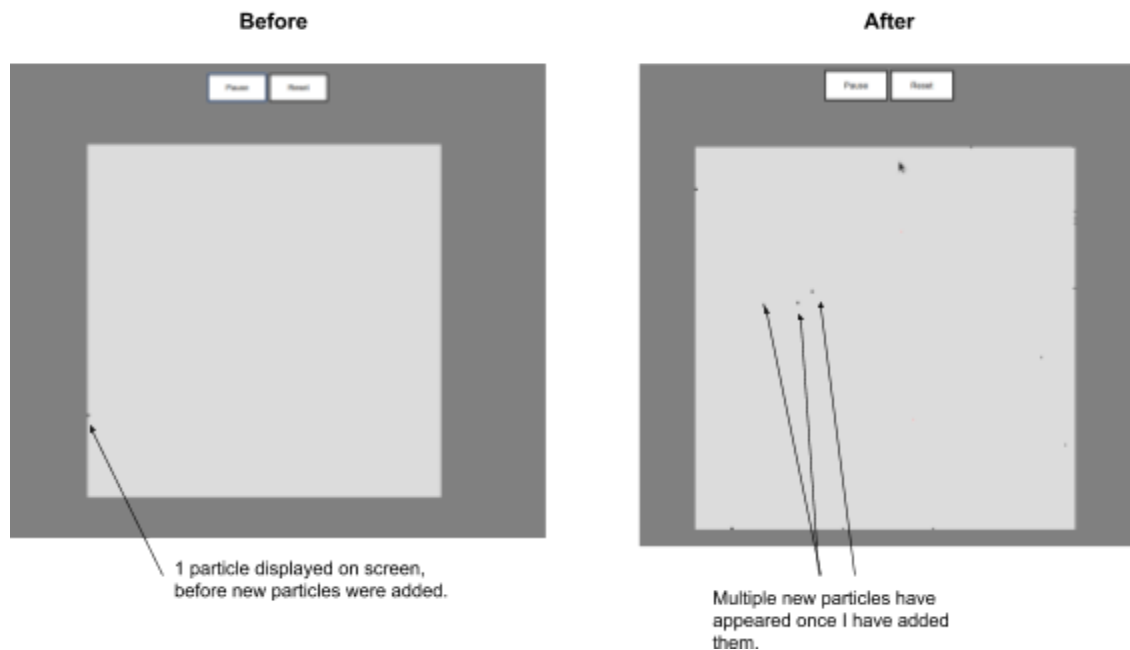 Before
After
Pause
Reset
Pause
Reset
1 particle displayed on screen,
before new particles were added.
Multiple new particles have
appeared once I have added
them.